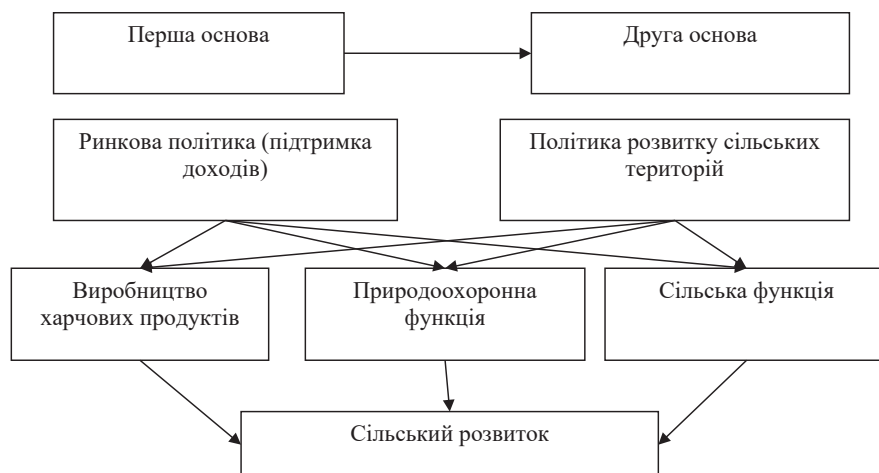 Перша основа
Друга основа
Ринкова політика (підтримка
доходів)
Політика розвитку сільських
територій
Виробництво
харчових продуктів
Природоохоронна
функція
Сільська функція
Сільський розвиток